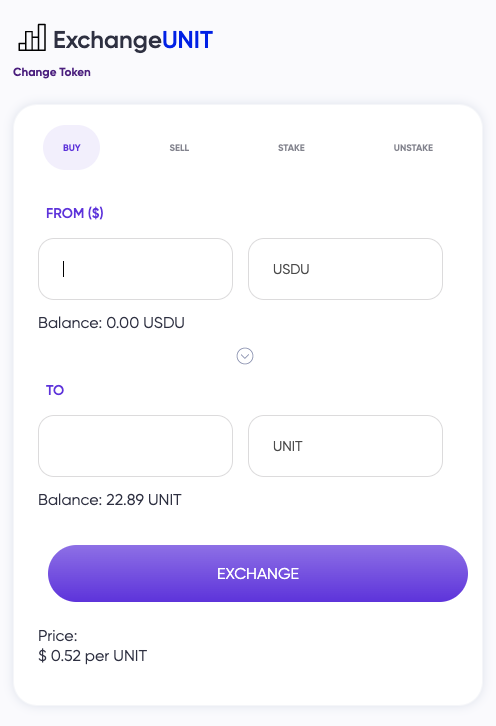 ExchangeUNIT
Change Token
BUY SELL STAKE UNSTAKE
FROM ($)
USDU
Balance: 0.00 USDU
TO
UNIT
Balance: 22.89 UNIT
EXCHANGE
Price:
$ 0.52 per UNIT